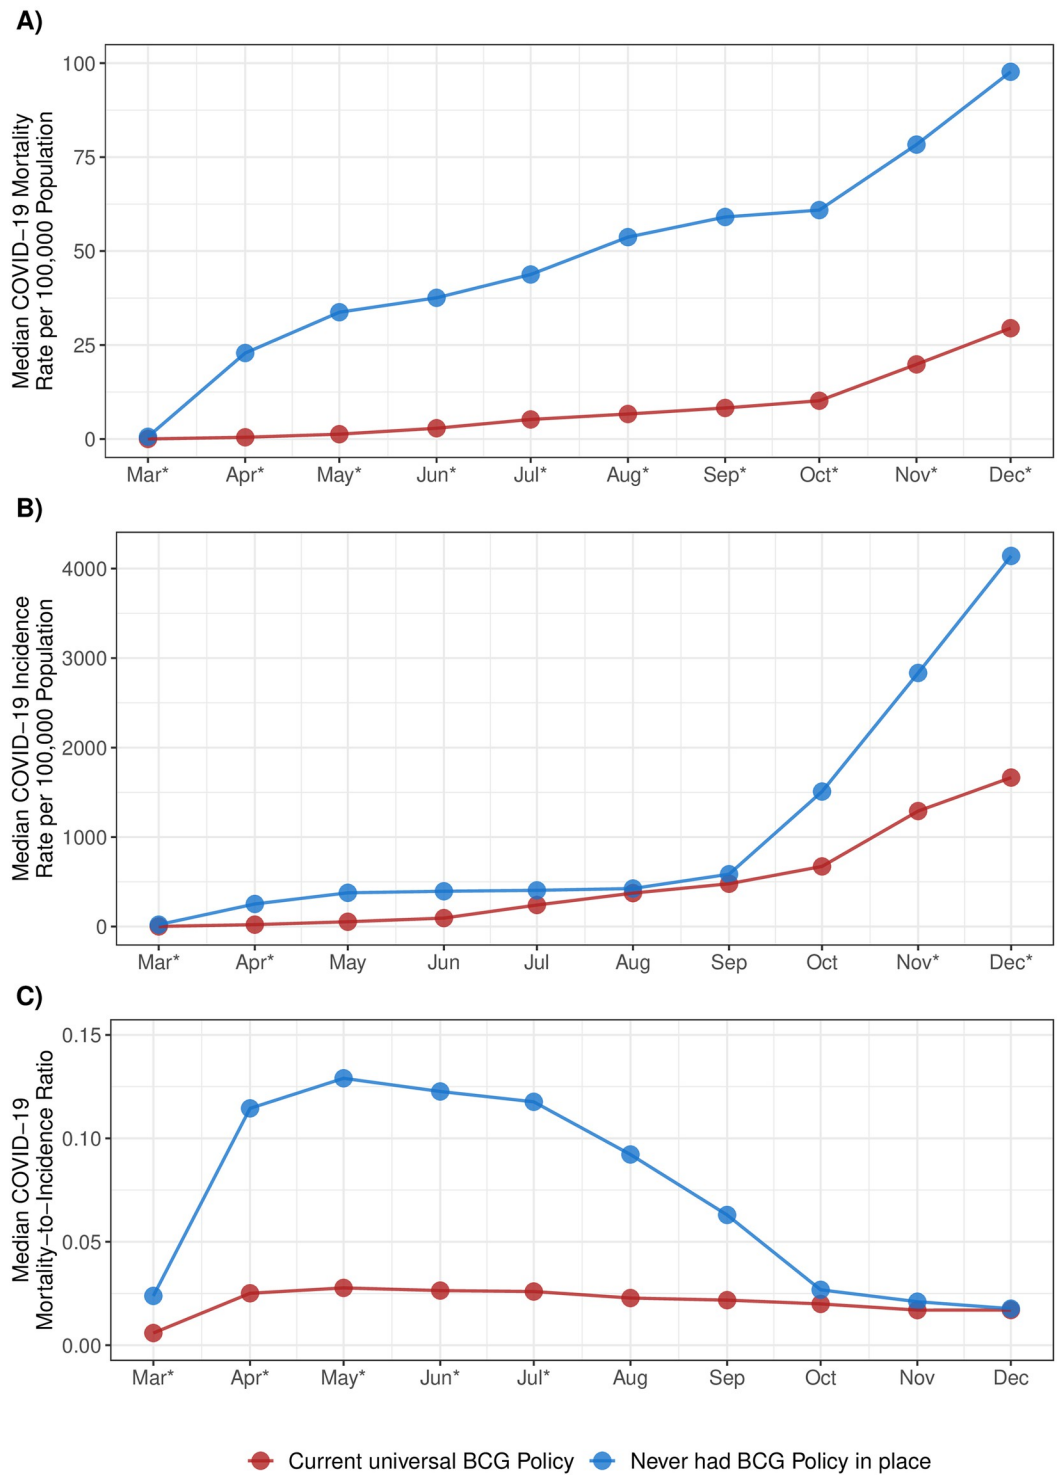 A)
Median COVID−19 Mortality
Rate per 100,000 Population
100
75
50
25
0
Mar* Apr* May* Jun* Jul* Aug* Sep* Oct* Nov* Dec*
B)
Median COVID−19 Incidence
Rate per 100,000 Population
4000
3000
2000
1000
0
Mar* Apr* May Jun Jul Aug Sep Oct Nov* Dec*
C)
Median COVID−19
Mortality−to−Incidence Ratio
0.15
0.10
0.05
0.00
Mar* Apr* May* Jun* Jul* Aug Sep Oct Nov Dec
Current universal BCG Policy Never had BCG Policy in place